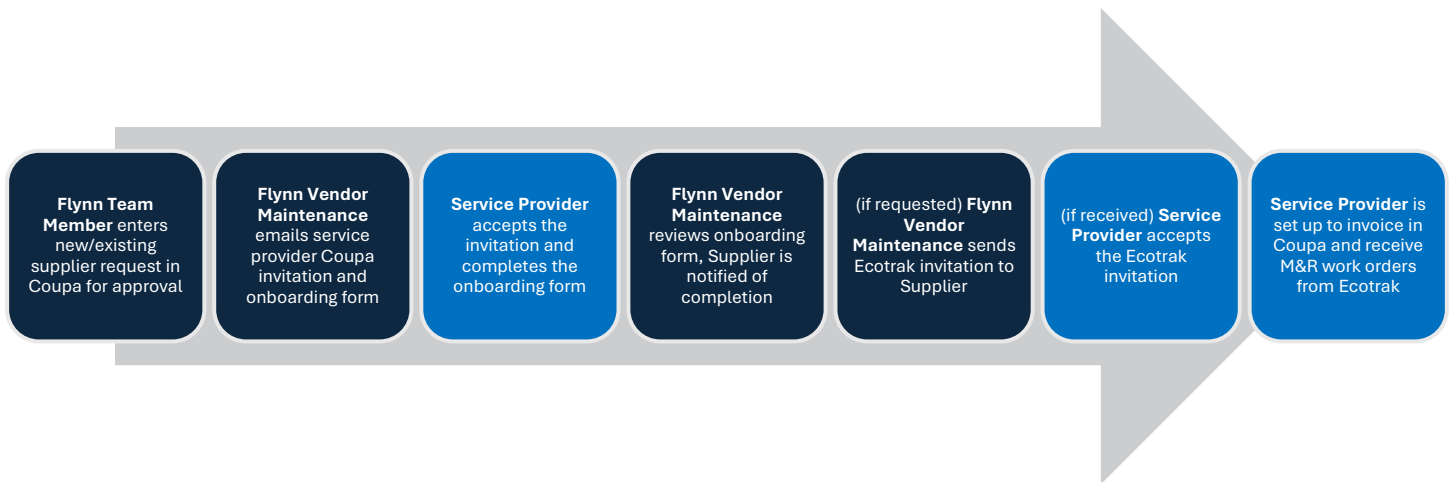 Flynn Team
Member enters
new/existing
supplier request in
Coupa for approval
Flynn Vendor
Maintenance
emails service
provider Coupa
invitation and
onboarding form
Service Provider
accepts the
invitation and
completes the
onboarding form
Flynn Vendor
Maintenance
reviews onboarding
form, Supplier is
notified of
completion
(if requested) Flynn
Vendor
Maintenance sends
Ecotrak invitation to
Supplier
(if received) Service
Provider accepts
the Ecotrak
invitation
Service Provider is
set up to invoice in
Coupa and receive
M&R work orders
from Ecotrak